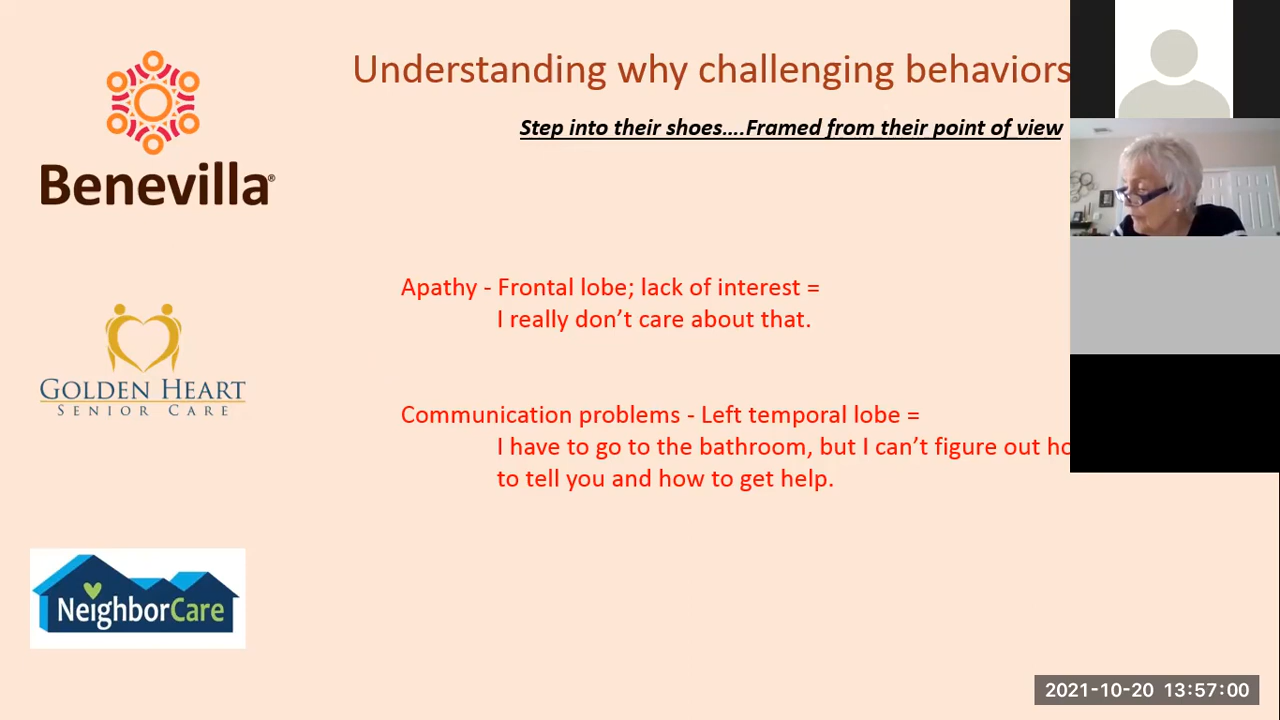 Understanding why challenging behaviors
Step into their shoes....Framed from their point of view
Benevilla®
Apathy - Frontal lobe; lack of interest =
I really don't care about that.
GOLDEN HEART
SENIOR CARE
Communication problems - Left temporal lobe =
I have to go to the bathroom, but I can't figure out
to tell you and how to get help.
NeighborCare
2021-10-20 13:57:00